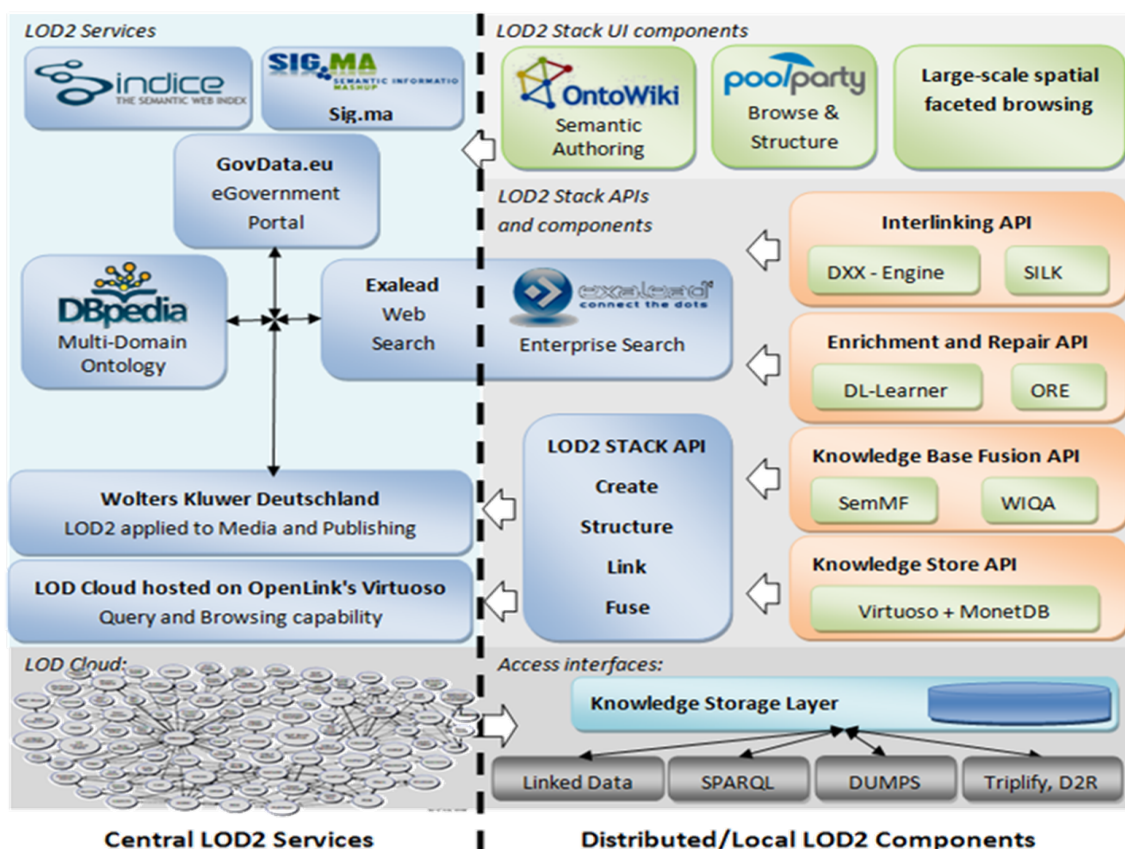 LOD2 Services
indice
THE SEMANTIC WEB INDEX
SIG.MA
SEMANTIC INFORMATIO
MASHUP
Sig.ma
GovData.eu
eGovernment
Portal
DBpedia
Multi-Domain
Ontology
Exalead
Web
Search
Wolters Kluwer Deutschland
LOD2 applied to Media and Publishing
LOD Cloud hosted on OpenLink's Virtuoso
Query and Browsing capability
LOD Cloud:
Central LOD2 Services
LOD2 Stack UI components
OntoWiki
Semantic
Authoring
poolparty
Browse &
Structure
Large-scale spatial
faceted browsing
LOD2 Stack APIs
and components
exalead
connect the dots
Enterprise Search
LOD2 STACK API
Create
Structure
Link
Fuse
Interlinking API
DXX - Engine
SILK
Enrichment and Repair API
DL-Learner
ORE
Knowledge Base Fusion API
SemMF
WIQA
Knowledge Store API
Virtuoso + MonetDB
Access interfaces:
Knowledge Storage Layer
Linked Data
SPARQL
DUMPS
Triplify, D2R
Distributed/Local LOD2 Components